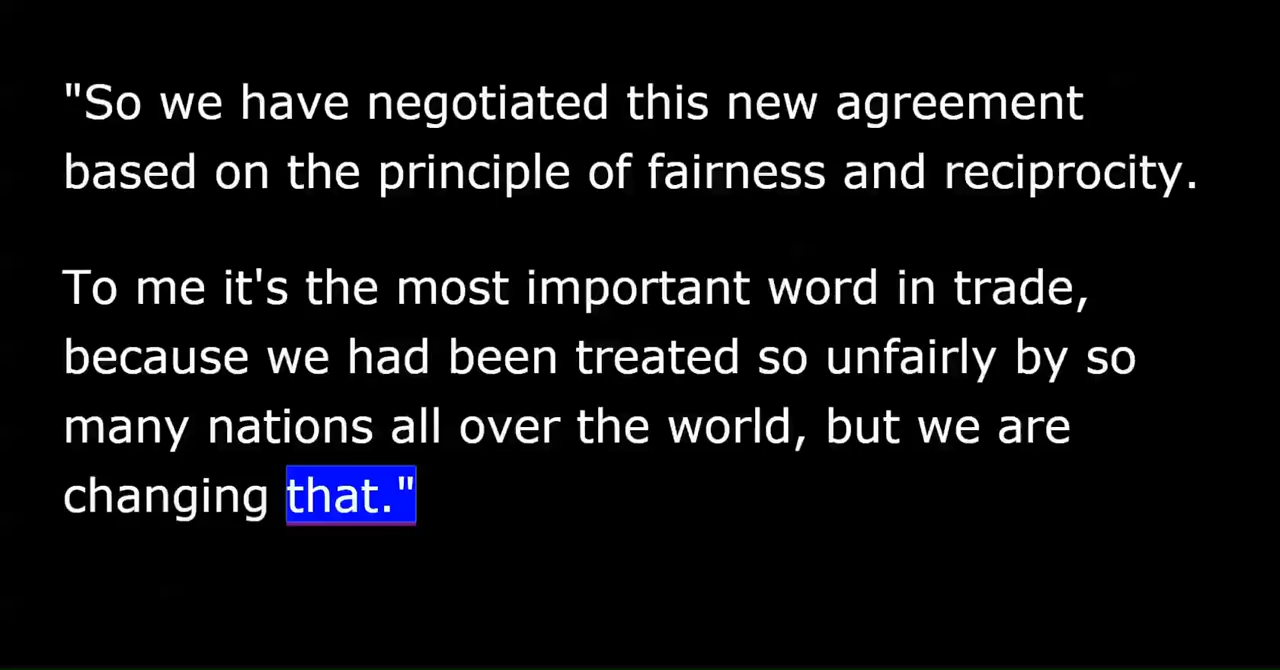 "So we have negotiated this new agreement
based on the principle of fairness and reciprocity.
To me it's the most important word in trade,
because we had been treated so unfairly by so
many nations all over the world, but we are
changing that."